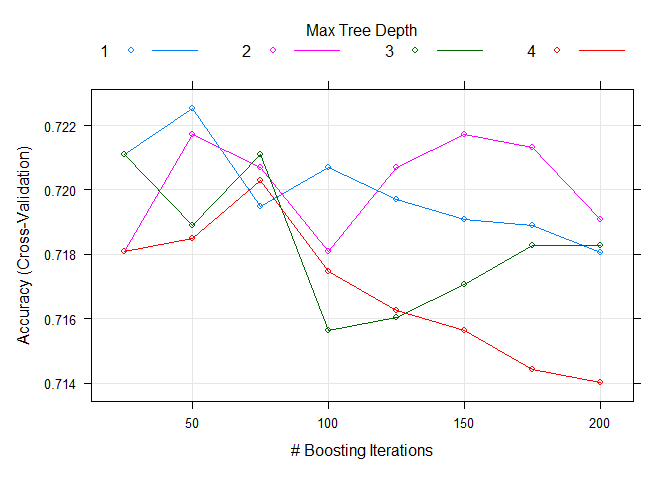 Max Tree Depth
1 2 3 4
Accuracy (Cross-Validation)
0.722
0.720
0.718
0.716
0.714
50 100 150 200
# Boosting Iterations